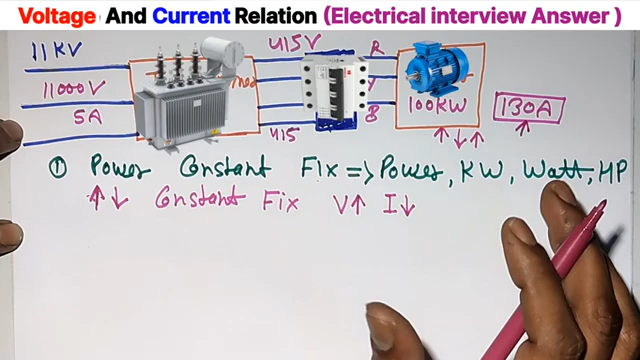 Voltage And Current Relation (Electrical interview Answer )
11KV
415V
R
11000V
Y
5A
415
B
100KW
130A
① Power Constant Fix => Power, KW, Watt, HP
↑↓ Constant Fix V↑ I↓